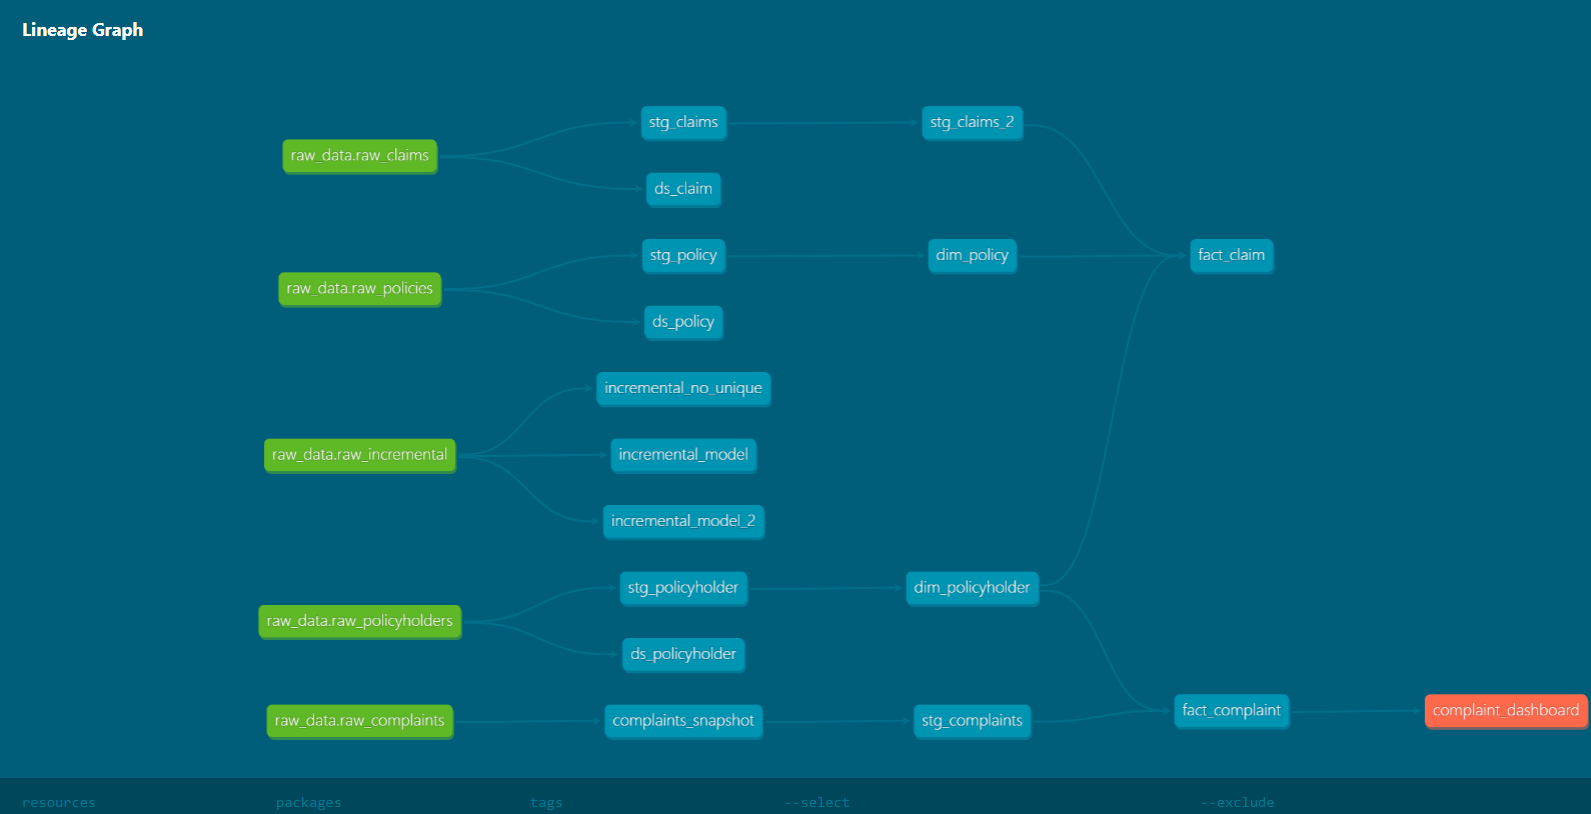 Lineage Graph
stg_claims
stg_claims_2
raw_data.raw_claims
ds_claim
stg_policy
dim_policy
fact_claim
raw_data.raw_policies
ds_policy
incremental_no_unique
raw_data.raw_incremental
incremental_model
incremental_model_2
stg_policyholder
dim_policyholder
raw_data.raw_policyholders
ds_policyholder
raw_data.raw_complaints
complaints_snapshot
stg_complaints
fact_complaint
complaint_dashboard
resources
packages
tags
--select
--exclude